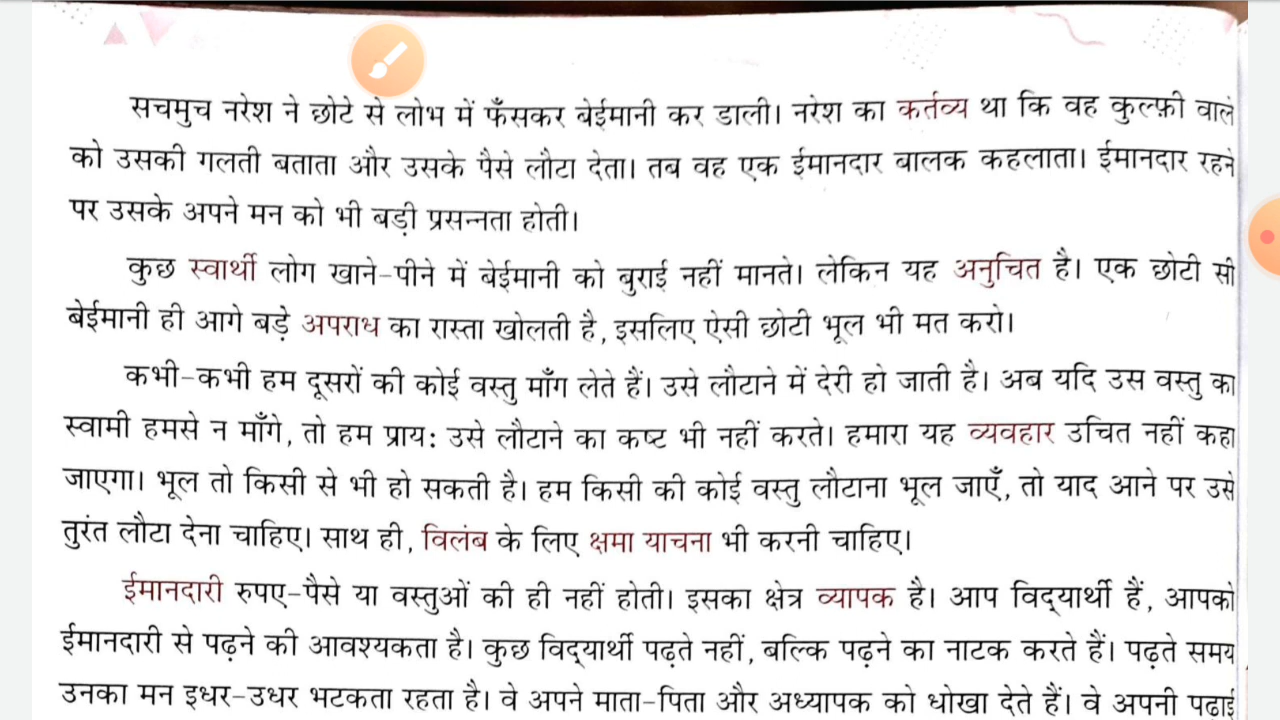 सचमुच नरेश ने छोटे से लोभ में फँसकर बेईमानी कर डाली। नरेश का कर्तव्य था कि वह कुल्फ़ी वाले
को उसकी गलती बताता और उसके पैसे लौटा देता। तब वह एक ईमानदार बालक कहलाता। ईमानदार रहने
पर उसके अपने मन को भी बड़ी प्रसन्नता होती।
कुछ स्वार्थी लोग खाने-पीने में बेईमानी को बुराई नहीं मानते। लेकिन यह अनुचित है। एक छोटी सी
बेईमानी ही आगे बड़े अपराध का रास्ता खोलती है, इसलिए ऐसी छोटी भूल भी मत करो।
कभी-कभी हम दूसरों की कोई वस्तु माँग लेते हैं। उसे लौटाने में देरी हो जाती है। अब यदि उस वस्तु का
स्वामी हमसे न माँगे, तो हम प्राय: उसे लौटाने का कष्ट भी नहीं करते। हमारा यह व्यवहार उचित नहीं कहा
जाएगा। भूल तो किसी से भी हो सकती है। हम किसी की कोई वस्तु लौटाना भूल जाएँ, तो याद आने पर उसे
तुरंत लौटा देना चाहिए। साथ ही, विलंब के लिए क्षमा याचना भी करनी चाहिए।
ईमानदारी रुपए-पैसे या वस्तुओं की ही नहीं होती। इसका क्षेत्र व्यापक है। आप विद्‌यार्थी हैं, आपको
ईमानदारी से पढ़ने की आवश्यकता है। कुछ विद्‌यार्थी पढ़ते नहीं, बल्कि पढ़ने का नाटक करते हैं। पढ़ते समय
उनका मन इधर-उधर भटकता रहता है। वे अपने माता-पिता और अध्यापक को धोखा देते हैं। वे अपनी पढाई